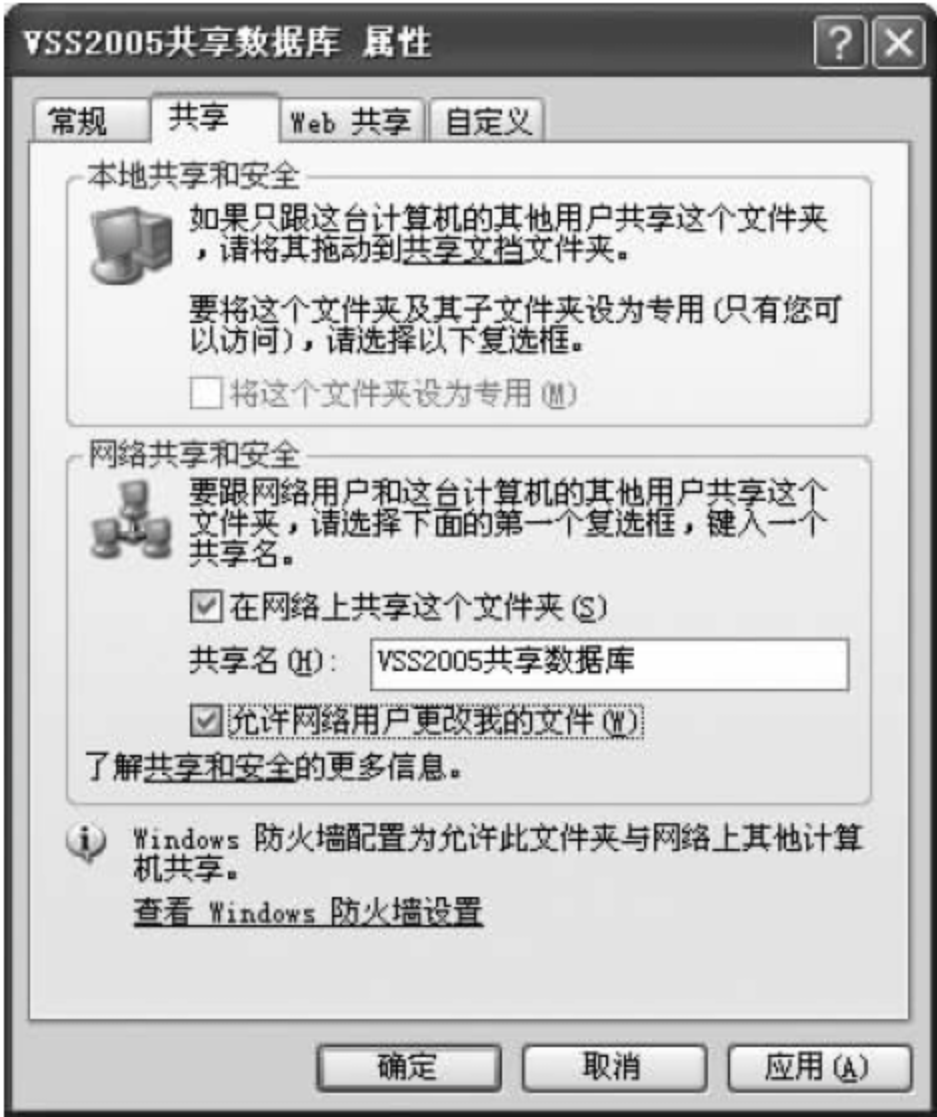 VSS2005共享数据库 属性
常规 共享 Web 共享 自定义
本地共享和安全
如果只跟这台计算机的其他用户共享这个文件夹
，请将其拖动到共享文档文件夹。
要将这个文件夹及其子文件夹设为专用(只有您可
以访问)，请选择以下复选框。
将这个文件夹设为专用(M)
网络共享和安全
要跟网络用户和这台计算机的其他用户共享这个
文件夹，请选择下面的第一个复选框，键入一个
共享名。
在网络上共享这个文件夹(S)
共享名(H): VSS2005共享数据库
允许网络用户更改我的文件(W)
了解共享和安全的更多信息。
Windows 防火墙配置为允许此文件夹与网络上其他计算
机共享。
查看 Windows 防火墙设置
确定 取消 应用(A)